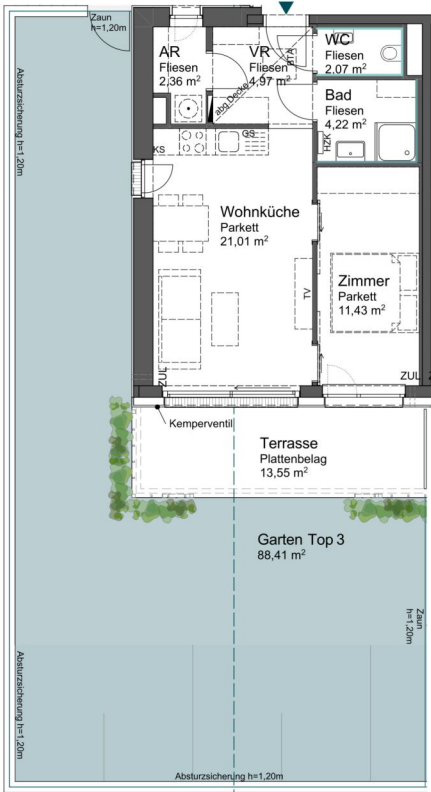 Zaun
h=1,20m
Absturzsicherung h=1,20m
AR
Fliesen
2,36 m²
VR
Fliesen
4,97 m²
abg.Decke
WC
Fliesen
2.07 m²
Bad
Fliesen
4,22 m²
HZK
KS
GS
Wohnküche
Parkett
21,01 m²
TV
Zimmer
Parkett
11,43 m²
ZUL
ZUL
Kemperventil
Terrasse
Plattenbelag
13,55 m²
Garten Top 3
88,41 m²
Zaun
h=1,20m
Absturzsicherung h=1,20m
Absturzsicherung h=1,20m